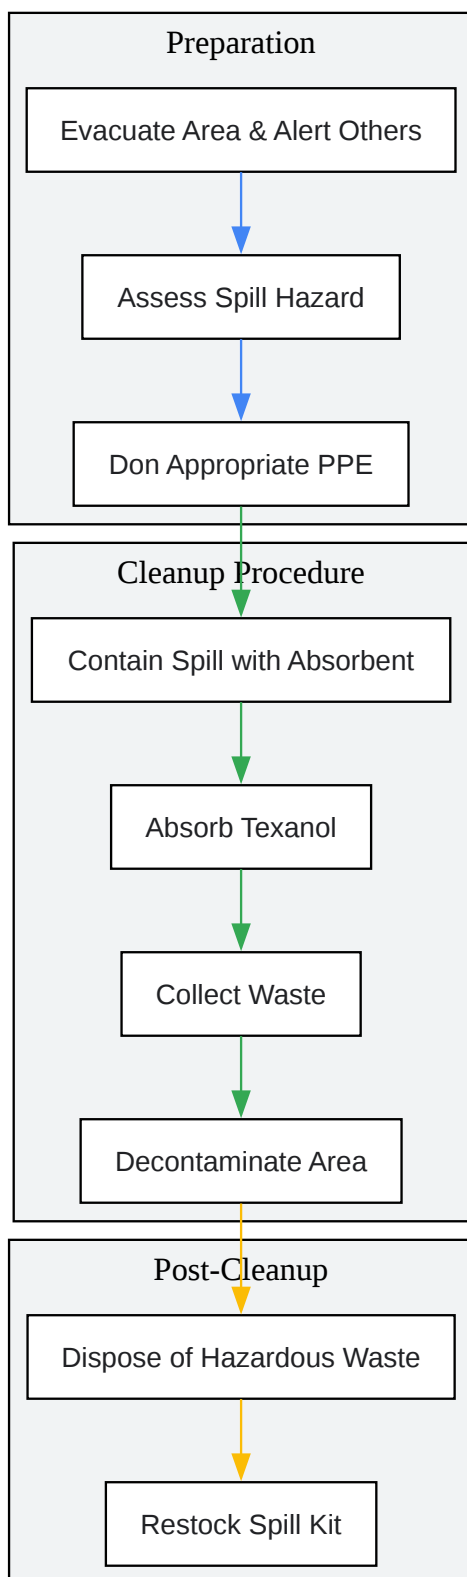 Preparation
Evacuate Area & Alert Others
Assess Spill Hazard
Don Appropriate PPE
Cleanup Procedure
Contain Spill with Absorbent
Absorb Texanol
Collect Waste
Decontaminate Area
Post-Cleanup
Dispose of Hazardous Waste
Restock Spill Kit